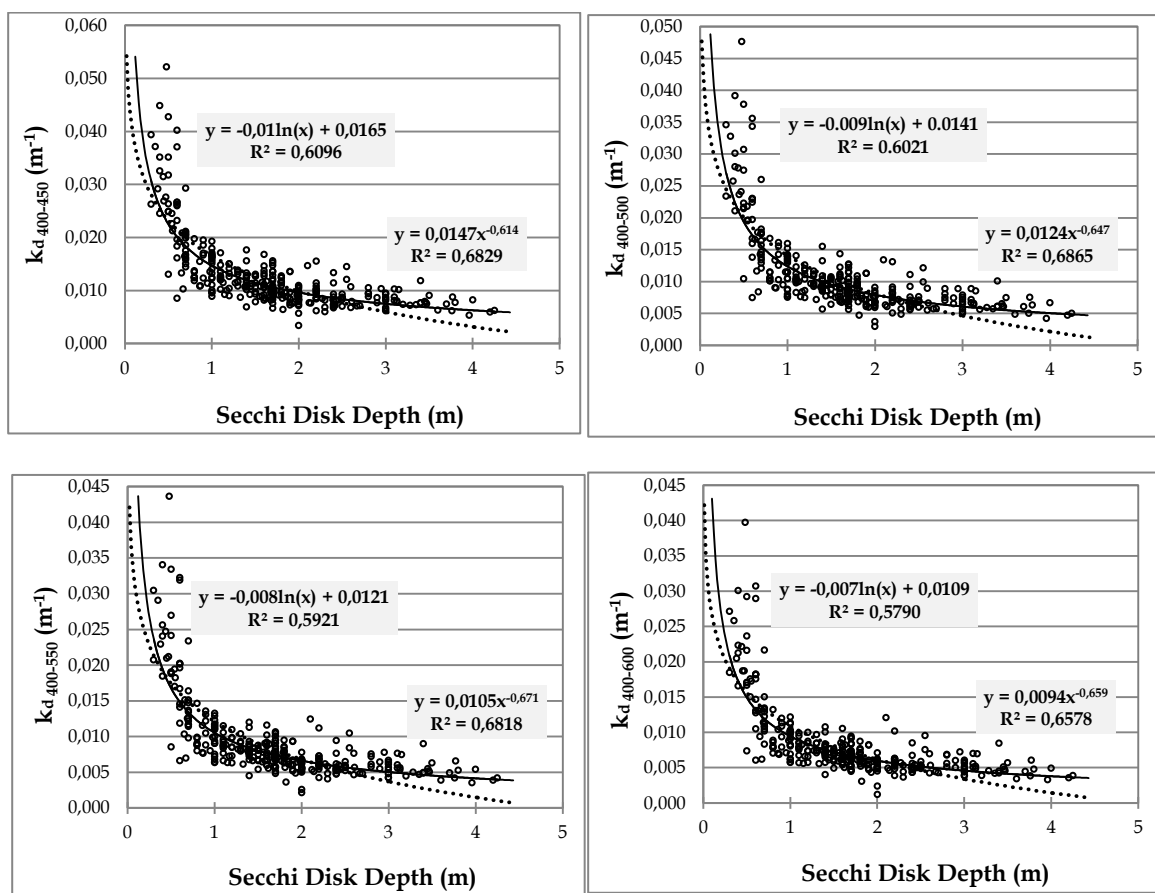 0,060
0,050
0,040
0,030
0,020
0,010
0,000
k_d 400-450 (m⁻¹)
y = -0,01ln(x) + 0,0165
R² = 0,6096
y = 0,0147x⁻⁰,⁶¹⁴
R² = 0,6829
0 1 2 3 4 5
Secchi Disk Depth (m)
0,050
0,045
0,040
0,035
0,030
0,025
0,020
0,015
0,010
0,005
0,000
k_d 400-500 (m⁻¹)
y = -0.009ln(x) + 0.0141
R² = 0.6021
y = 0,0124x⁻⁰,⁶⁴⁷
R² = 0,6865
0 1 2 3 4 5
Secchi Disk Depth (m)
0,045
0,040
0,035
0,030
0,025
0,020
0,015
0,010
0,005
0,000
k_d 400-550 (m⁻¹)
y = -0,008ln(x) + 0,0121
R² = 0,5921
y = 0,0105x⁻⁰,⁶⁷¹
R² = 0,6818
0 1 2 3 4 5
Secchi Disk Depth (m)
0,045
0,040
0,035
0,030
0,025
0,020
0,015
0,010
0,005
0,000
k_d 400-600 (m⁻¹)
y = -0,007ln(x) + 0,0109
R² = 0,5790
y = 0,0094x⁻⁰,⁶⁵⁹
R² = 0,6578
0 1 2 3 4 5
Secchi Disk Depth (m)